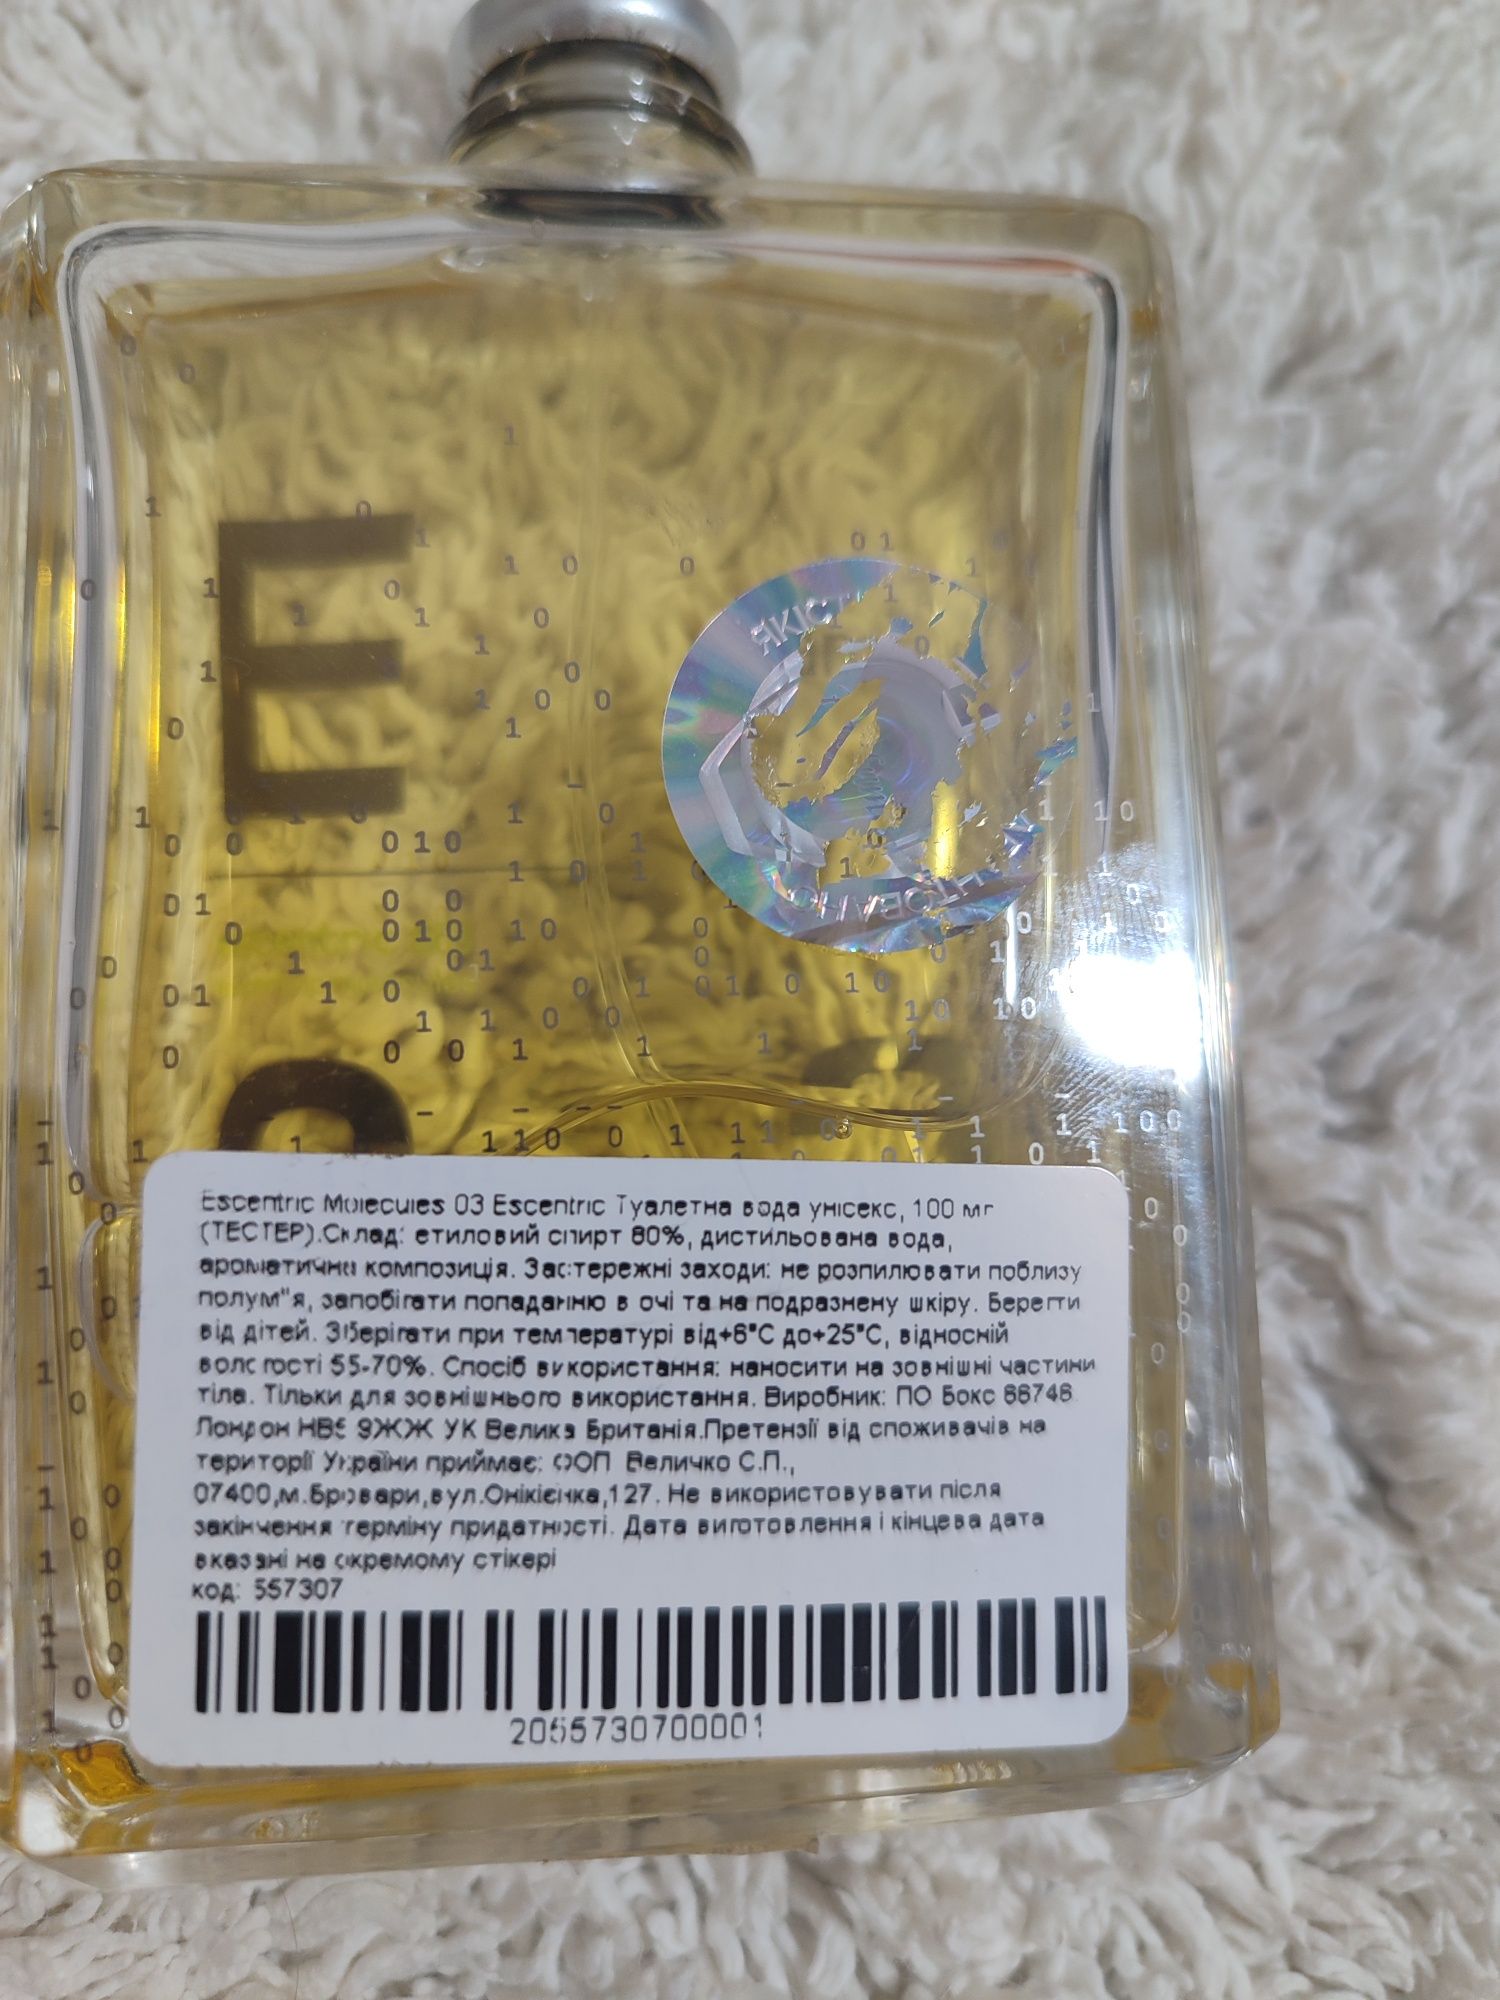 E
ЯКІСТ
Escentric Molecules 03 Escentric Туалетна вода унісекс, 100 мг
(ТЕСТЕР).Склад: етиловий спирт 80%, дистильована вода,
ароматична композиція. Застережні заходи: не розпилювати поблизу
полум"я, запобігати попаданню в очі та на подразнену шкіру. Берегти
від дітей. Зберігати при температурі від+6°C до+25°C, відносній
вологості 55-70%. Спосіб використання: наносити на зовнішні частини
тіла. Тільки для зовнішнього використання. Виробник: ПО Бокс 66746
Лондон НВ5 9ЖЖ УК Велика Британія.Претензії від споживачів на
території України приймає: ФОП Величко С.П.,
07400,м.Бровари,вул.Онікієнка,127. Не використовувати після
закінчення терміну придатності. Дата виготовлення і кінцева дата
вказані на окремому стікері
код: 557307
2055730700001